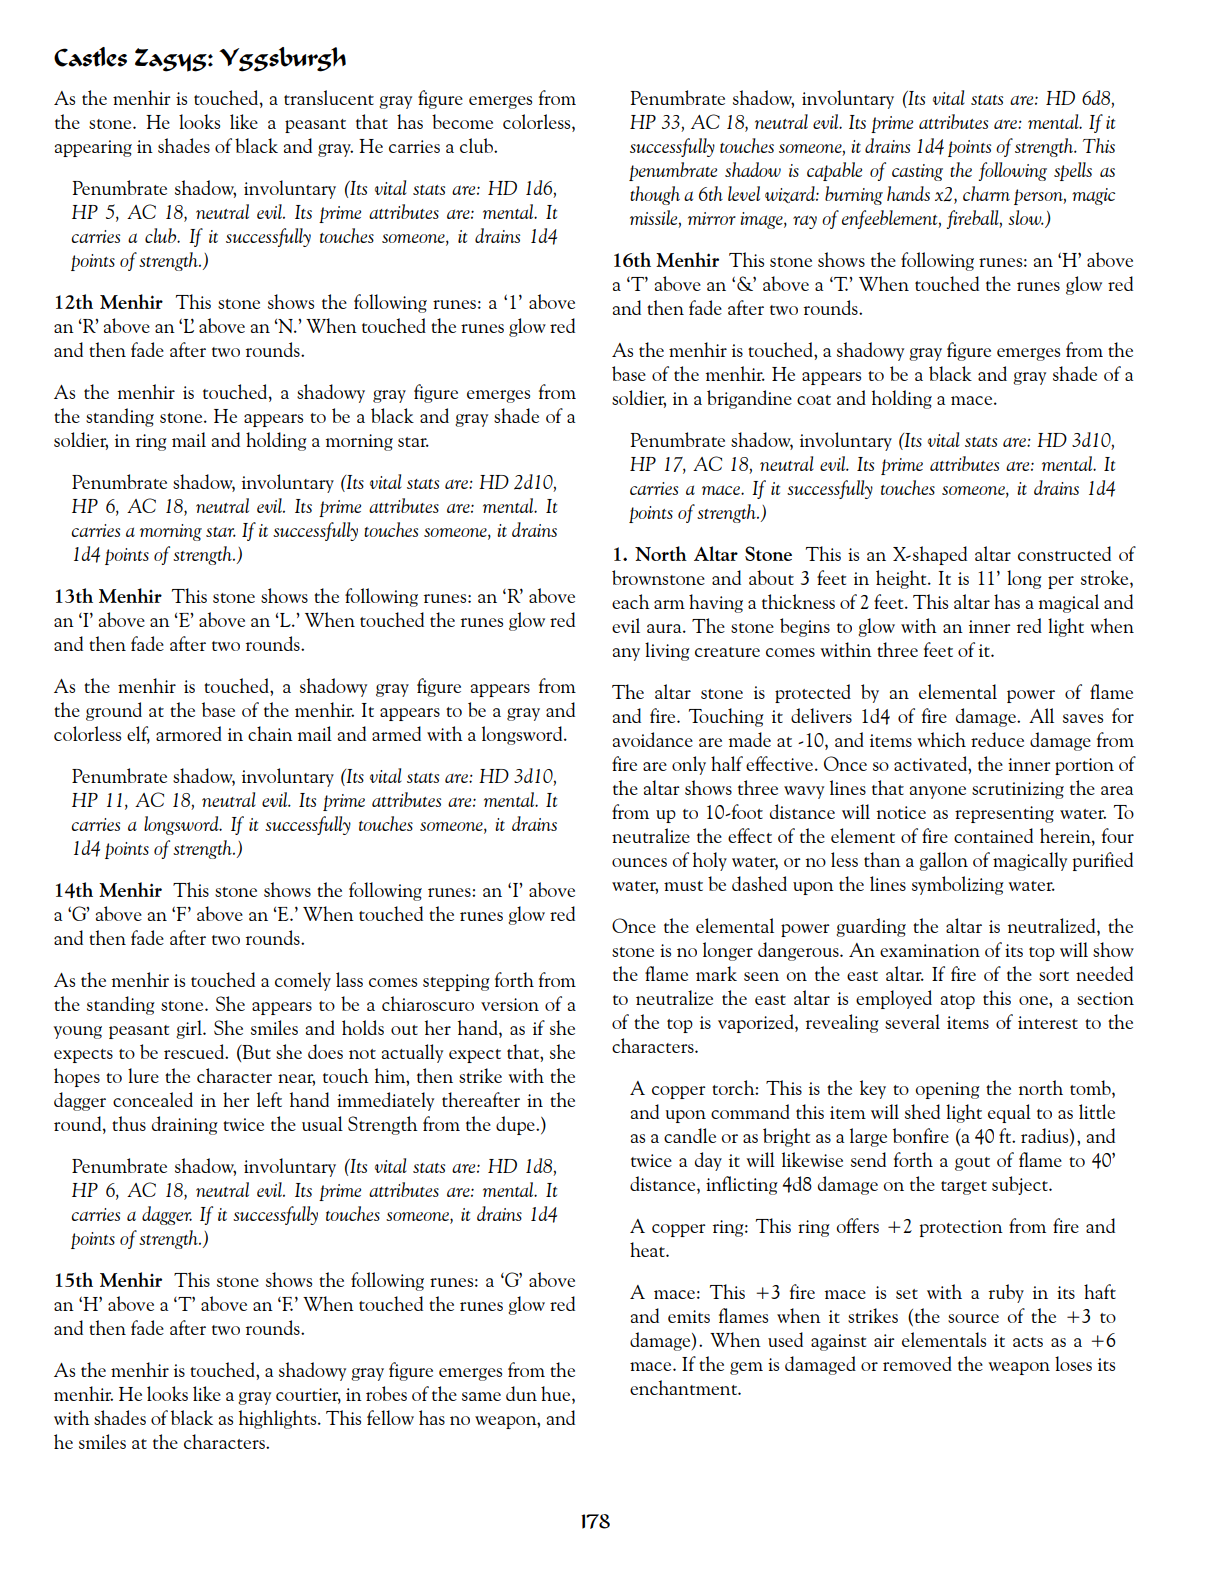 Castles Zagyg: Yggsburgh
As the menhir is touched, a translucent gray figure emerges from
the stone. He looks like a peasant that has become colorless,
appearing in shades of black and gray. He carries a club.
Penumbrate shadow, involuntary (Its vital stats are: HD 1d6,
HP 5, AC 18, neutral evil. Its prime attributes are: mental. It
carries a club. If it successfully touches someone, it drains 1d4
points of strength.)
12th Menhir This stone shows the following runes: a ‘1’ above
an ‘R’ above an ‘L’ above an ‘N.’ When touched the runes glow red
and then fade after two rounds.
As the menhir is touched, a shadowy gray figure emerges from
the standing stone. He appears to be a black and gray shade of a
soldier, in ring mail and holding a morning star.
Penumbrate shadow, involuntary (Its vital stats are: HD 2d10,
HP 6, AC 18, neutral evil. Its prime attributes are: mental. It
carries a morning star. If it successfully touches someone, it drains
1d4 points of strength.)
13th Menhir This stone shows the following runes: an ‘R’ above
an ‘I’ above an ‘E’ above an ‘L.’ When touched the runes glow red
and then fade after two rounds.
As the menhir is touched, a shadowy gray figure appears from
the ground at the base of the menhir. It appears to be a gray and
colorless elf, armored in chain mail and armed with a longsword.
Penumbrate shadow, involuntary (Its vital stats are: HD 3d10,
HP 11, AC 18, neutral evil. Its prime attributes are: mental. It
carries a longsword. If it successfully touches someone, it drains
1d4 points of strength.)
14th Menhir This stone shows the following runes: an ‘I’ above
a ‘G’ above an ‘F’ above an ‘E.’ When touched the runes glow red
and then fade after two rounds.
As the menhir is touched a comely lass comes stepping forth from
the standing stone. She appears to be a chiaroscuro version of a
young peasant girl. She smiles and holds out her hand, as if she
expects to be rescued. (But she does not actually expect that, she
hopes to lure the character near, touch him, then strike with the
dagger concealed in her left hand immediately thereafter in the
round, thus draining twice the usual Strength from the dupe.)
Penumbrate shadow, involuntary (Its vital stats are: HD 1d8,
HP 6, AC 18, neutral evil. Its prime attributes are: mental. It
carries a dagger. If it successfully touches someone, it drains 1d4
points of strength.)
15th Menhir This stone shows the following runes: a ‘G’ above
an ‘H’ above a ‘T’ above an ‘F.’ When touched the runes glow red
and then fade after two rounds.
As the menhir is touched, a shadowy gray figure emerges from the
menhir. He looks like a gray courtier, in robes of the same dun hue,
with shades of black as highlights. This fellow has no weapon, and
he smiles at the characters.
Penumbrate shadow, involuntary (Its vital stats are: HD 6d8,
HP 33, AC 18, neutral evil. Its prime attributes are: mental. If it
successfully touches someone, it drains 1d4 points of strength. This
penumbrate shadow is capable of casting the following spells as
though a 6th level wizard: burning hands x2, charm person, magic
missile, mirror image, ray of enfeeblement, fireball, slow.)
16th Menhir This stone shows the following runes: an ‘H’ above
a ‘T’ above an ‘&’ above a ‘T.’ When touched the runes glow red
and then fade after two rounds.
As the menhir is touched, a shadowy gray figure emerges from the
base of the menhir. He appears to be a black and gray shade of a
soldier, in a brigandine coat and holding a mace.
Penumbrate shadow, involuntary (Its vital stats are: HD 3d10,
HP 17, AC 18, neutral evil. Its prime attributes are: mental. It
carries a mace. If it successfully touches someone, it drains 1d4
points of strength.)
1. North Altar Stone This is an X-shaped altar constructed of
brownstone and about 3 feet in height. It is 11’ long per stroke,
each arm having a thickness of 2 feet. This altar has a magical and
evil aura. The stone begins to glow with an inner red light when
any living creature comes within three feet of it.
The altar stone is protected by an elemental power of flame
and fire. Touching it delivers 1d4 of fire damage. All saves for
avoidance are made at -10, and items which reduce damage from
fire are only half effective. Once so activated, the inner portion of
the altar shows three wavy lines that anyone scrutinizing the area
from up to 10-foot distance will notice as representing water. To
neutralize the effect of the element of fire contained herein, four
ounces of holy water, or no less than a gallon of magically purified
water, must be dashed upon the lines symbolizing water.
Once the elemental power guarding the altar is neutralized, the
stone is no longer dangerous. An examination of its top will show
the flame mark seen on the east altar. If fire of the sort needed
to neutralize the east altar is employed atop this one, a section
of the top is vaporized, revealing several items of interest to the
characters.
A copper torch: This is the key to opening the north tomb,
and upon command this item will shed light equal to as little
as a candle or as bright as a large bonfire (a 40 ft. radius), and
twice a day it will likewise send forth a gout of flame to 40’
distance, inflicting 4d8 damage on the target subject.
A copper ring: This ring offers +2 protection from fire and
heat.
A mace: This +3 fire mace is set with a ruby in its haft
and emits flames when it strikes (the source of the +3 to
damage). When used against air elementals it acts as a +6
mace. If the gem is damaged or removed the weapon loses its
enchantment.
178